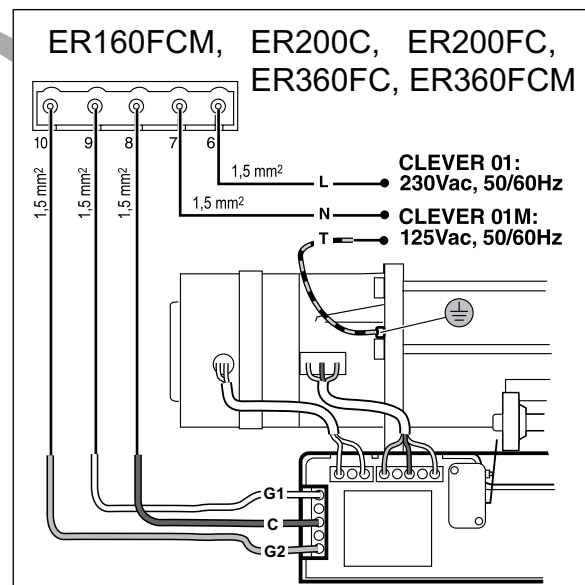 ER160FCM, ER200C, ER200FC,
ER360FC, ER360FCM
10 9 8 7 6
1,5 mm²
1,5 mm²
1,5 mm²
1,5 mm²
1,5 mm²
L
CLEVER 01:
230Vac, 50/60Hz
N
CLEVER 01M:
125Vac, 50/60Hz
T
G1
C
G2